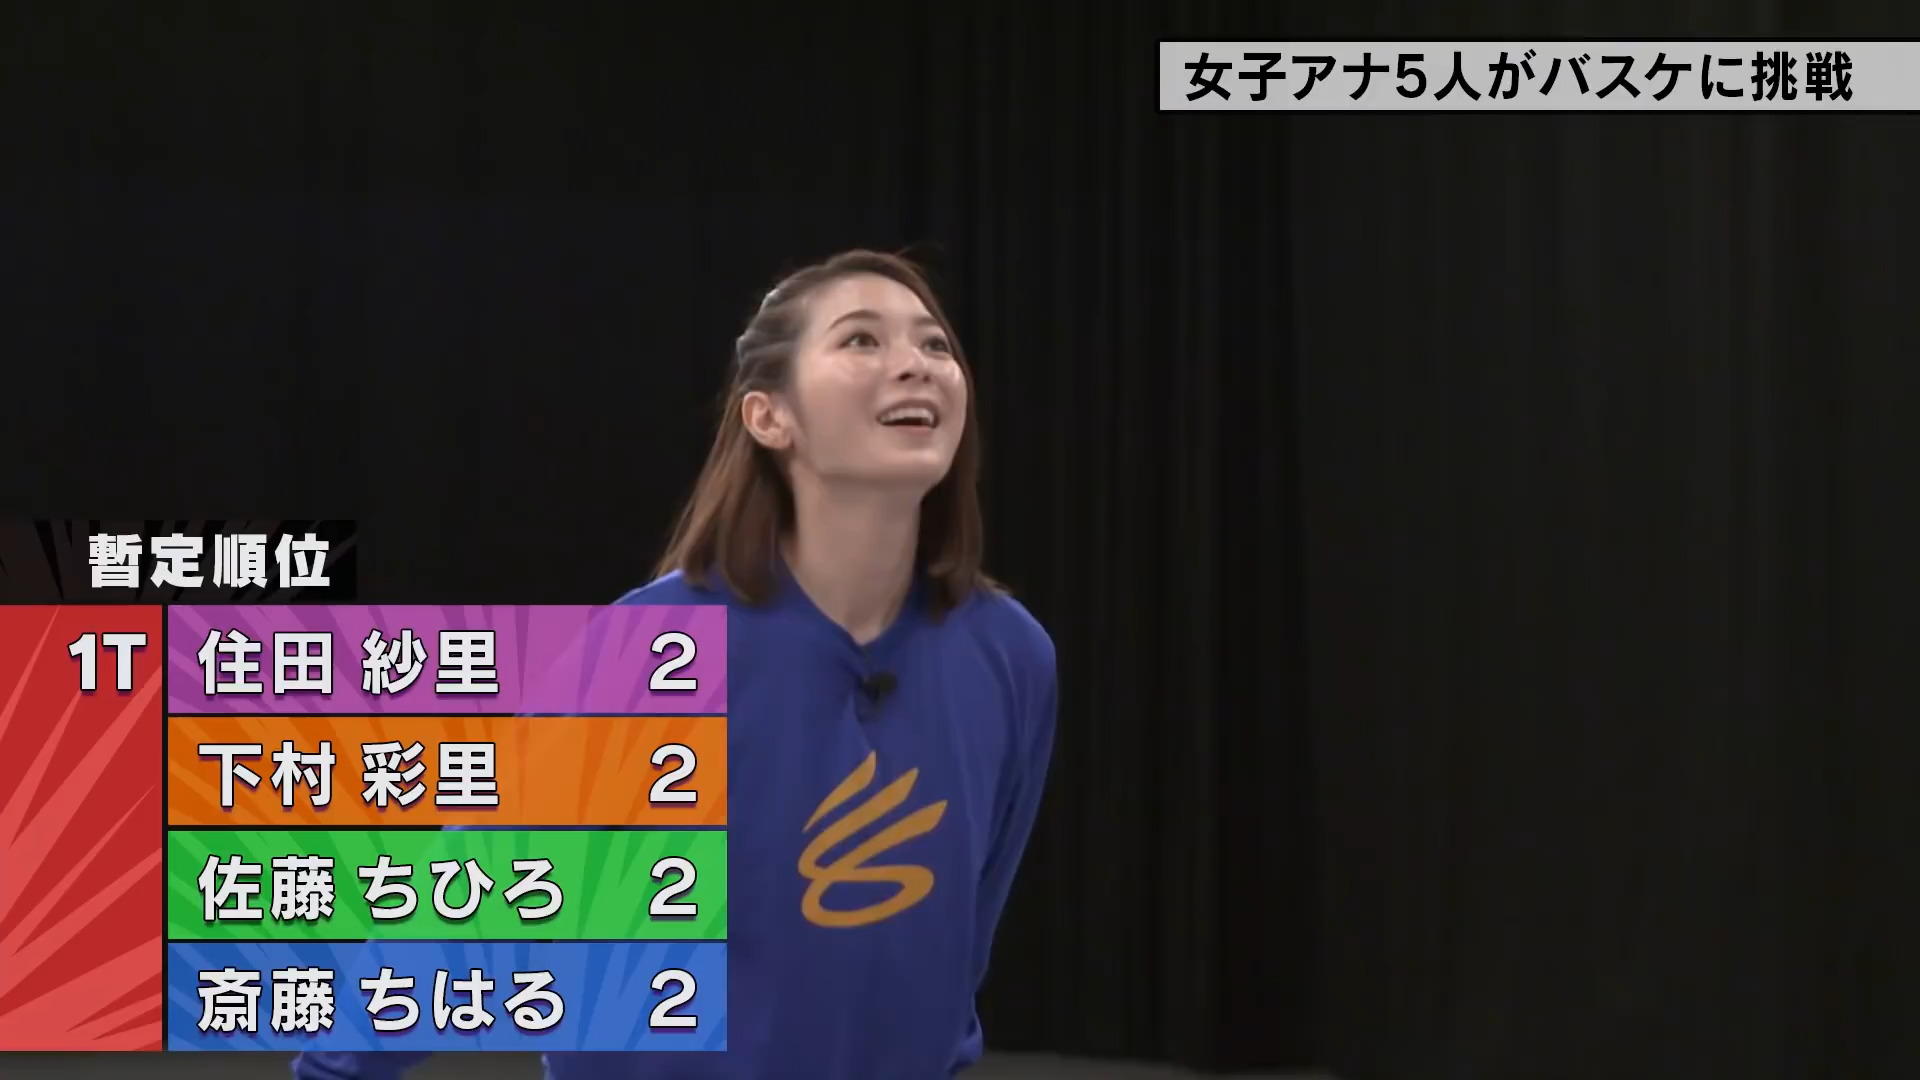 女子アナ5人がバスケに挑戦
暫定順位
1T 住田 紗里 2
下村 彩里 2
佐藤 ちひろ 2
斎藤 ちはる 2